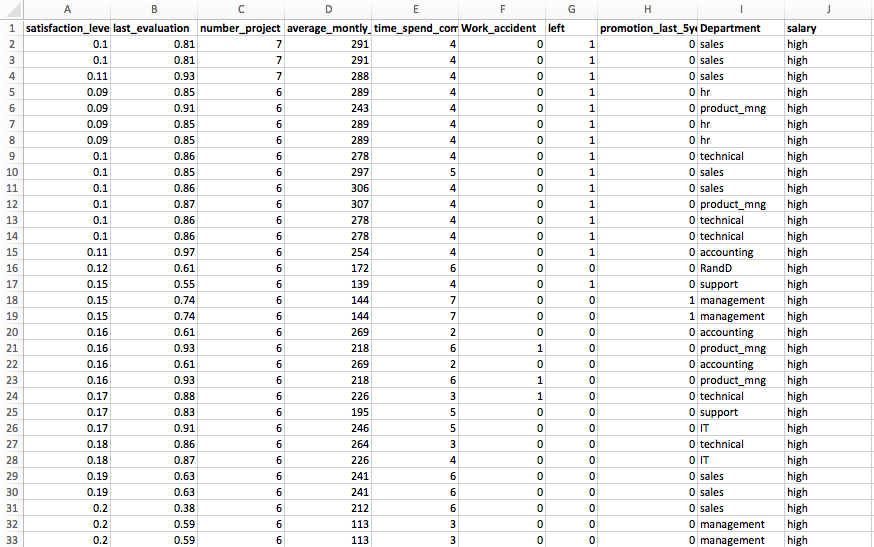 A B C D E F G H I J
1 satisfaction_leve last_evaluation number_project average_montly_ time_spend_com Work_accident left promotion_last_5ye Department salary
2 0.1 0.81 7 291 4 0 1 0 sales high
3 0.1 0.81 7 291 4 0 1 0 sales high
4 0.11 0.93 7 288 4 0 1 0 sales high
5 0.09 0.85 6 289 4 0 1 0 hr high
6 0.09 0.91 6 243 4 0 1 0 product_mng high
7 0.09 0.85 6 289 4 0 1 0 hr high
8 0.09 0.85 6 289 4 0 1 0 hr high
9 0.1 0.86 6 278 4 0 1 0 technical high
10 0.1 0.85 6 297 5 0 1 0 sales high
11 0.1 0.86 6 306 4 0 1 0 sales high
12 0.1 0.87 6 307 4 0 1 0 product_mng high
13 0.1 0.86 6 278 4 0 1 0 technical high
14 0.1 0.86 6 278 4 0 1 0 technical high
15 0.11 0.97 6 254 4 0 1 0 accounting high
16 0.12 0.61 6 172 6 0 0 0 RandD high
17 0.15 0.55 6 139 4 0 1 0 support high
18 0.15 0.74 6 144 7 0 0 1 management high
19 0.15 0.74 6 144 7 0 0 1 management high
20 0.16 0.61 6 269 2 0 0 0 accounting high
21 0.16 0.93 6 218 6 1 0 0 product_mng high
22 0.16 0.61 6 269 2 0 0 0 accounting high
23 0.16 0.93 6 218 6 1 0 0 product_mng high
24 0.17 0.88 6 226 3 1 0 0 technical high
25 0.17 0.83 6 195 5 0 0 0 support high
26 0.17 0.91 6 246 5 0 0 0 IT high
27 0.18 0.86 6 264 3 0 0 0 technical high
28 0.18 0.87 6 226 4 0 0 0 IT high
29 0.19 0.63 6 241 6 0 0 0 sales high
30 0.19 0.63 6 241 6 0 0 0 sales high
31 0.2 0.38 6 212 6 0 0 0 sales high
32 0.2 0.59 6 113 3 0 0 0 management high
33 0.2 0.59 6 113 3 0 0 0 management high